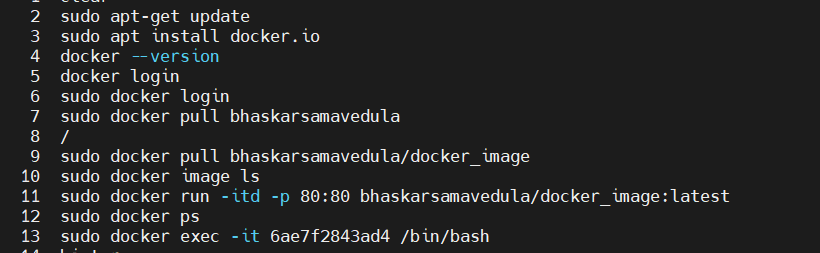 2 sudo apt-get update
3 sudo apt install docker.io
4 docker --version
5 docker login
6 sudo docker login
7 sudo docker pull bhaskarsamavedula
8 /
9 sudo docker pull bhaskarsamavedula/docker_image
10 sudo docker image ls
11 sudo docker run -itd -p 80:80 bhaskarsamavedula/docker_image:latest
12 sudo docker ps
13 sudo docker exec -it 6ae7f2843ad4 /bin/bash